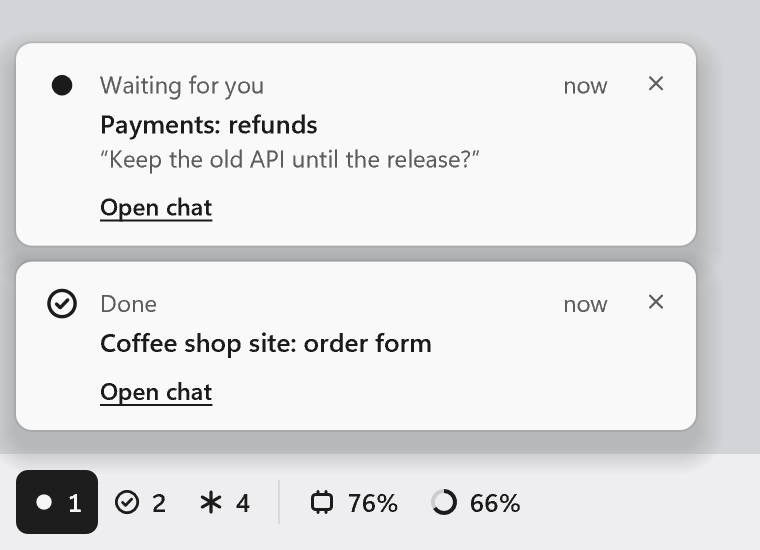 Waiting for you now
Payments: refunds
“Keep the old API until the release?”
Open chat
Done now
Coffee shop site: order form
Open chat
1 2 4 76% 66%